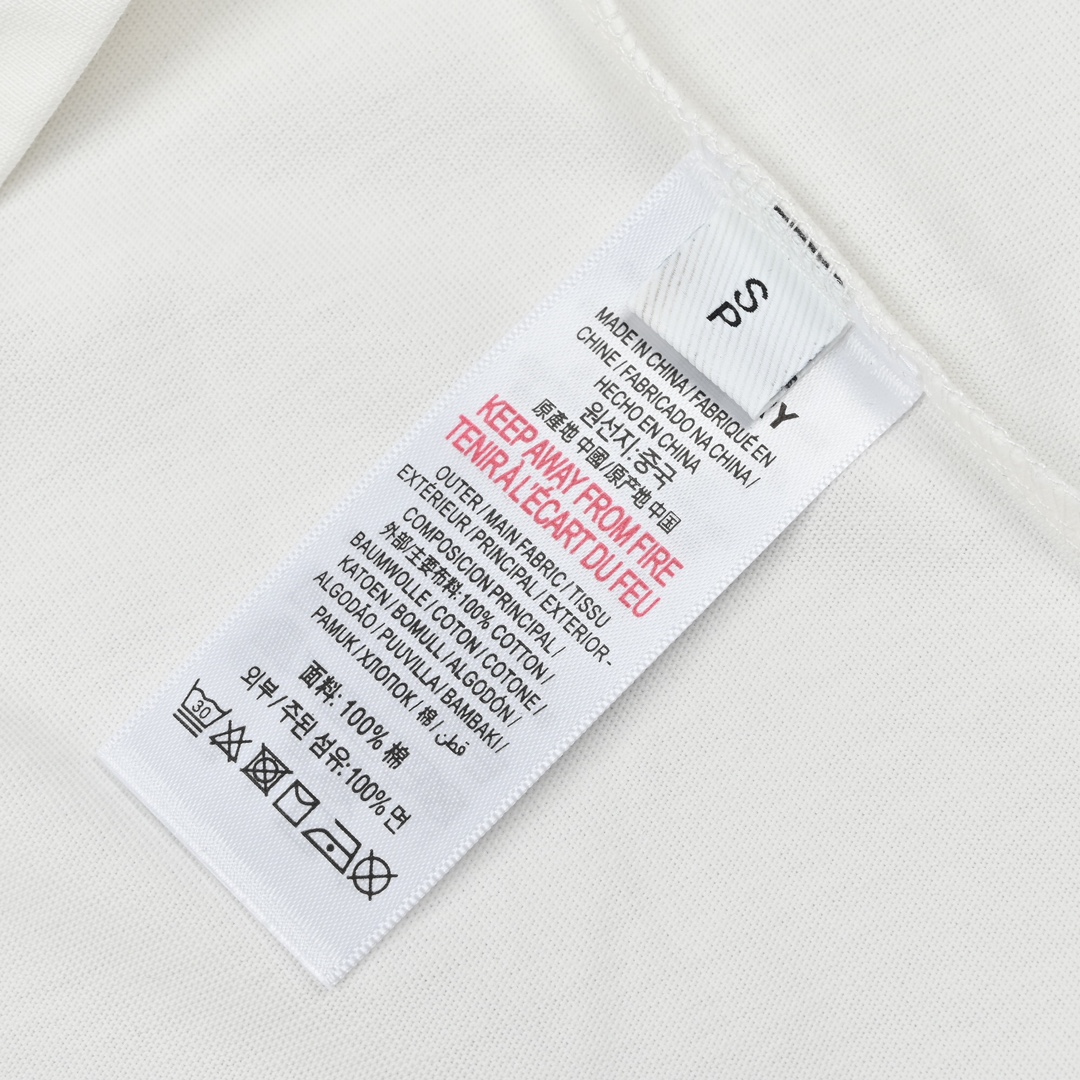 S
P
MADE IN CHINA / FABRIQUÉ EN
CHINE / FABRICADO NA CHINA /
HECHO EN CHINA
원선지:중국
原產地 中國/原产地 中国
KEEP AWAY FROM FIRE
TENIR À L'ÉCART DU FEU
OUTER / MAIN FABRIC / TISSU
EXTÉRIEUR / PRINCIPAL / EXTERIOR -
COMPOSICION PRINCIPAL /
外部/主要布料: 100% COTTON /
BAUMWOLLE / COTON / COTONE /
KATOEN / BOMULL / ALGODÓN /
ALGODÃO / PUUVILLA / BAMBAKI /
PAMUK / ХЛОПОК / 棉 / قطن
面料: 100% 棉
외부 / 주된 섬유:100% 면
30